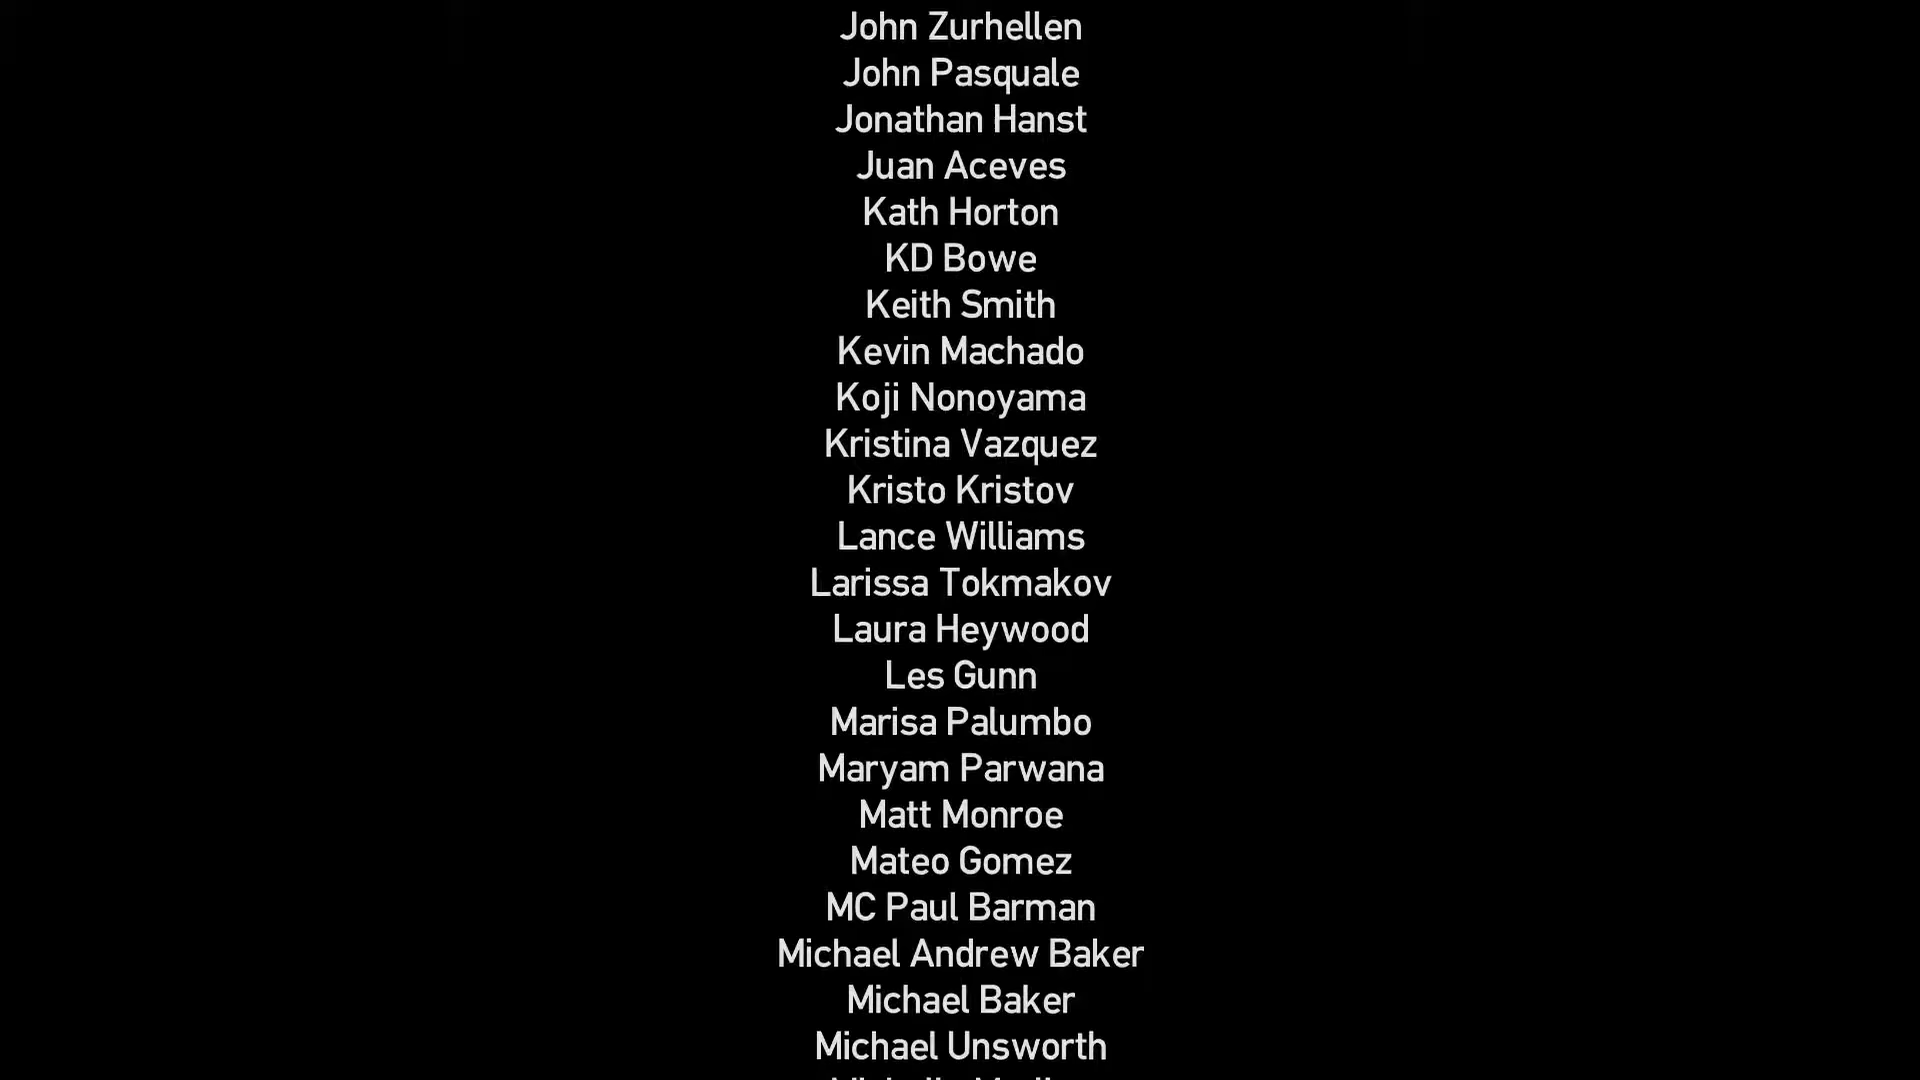 John Zurhellen
John Pasquale
Jonathan Hanst
Juan Aceves
Kath Horton
KD Bowe
Keith Smith
Kevin Machado
Koji Nonoyama
Kristina Vazquez
Kristo Kristov
Lance Williams
Larissa Tokmakov
Laura Heywood
Les Gunn
Marisa Palumbo
Maryam Parwana
Matt Monroe
Mateo Gomez
MC Paul Barman
Michael Andrew Baker
Michael Baker
Michael Unsworth